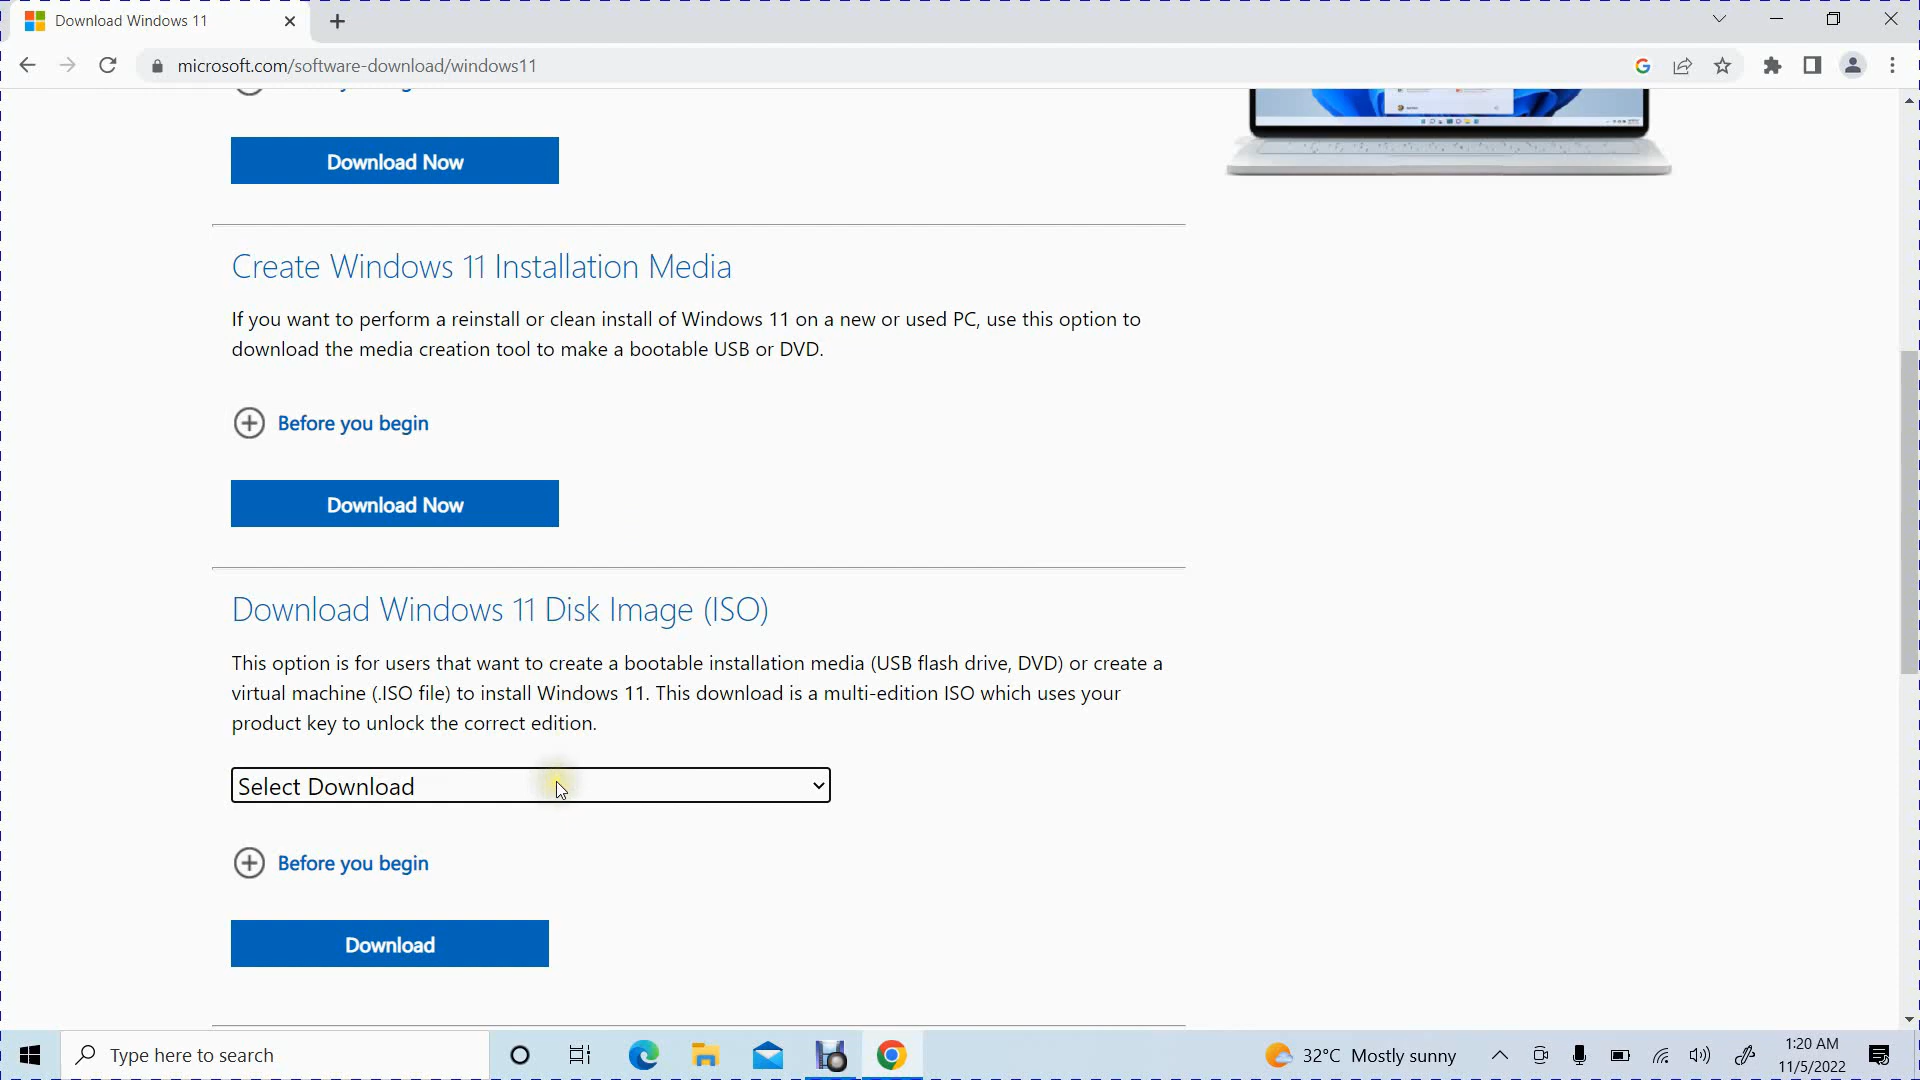 Download Windows 11
microsoft.com/software-download/windows11
Download Now
Create Windows 11 Installation Media
If you want to perform a reinstall or clean install of Windows 11 on a new or used PC, use this option to
download the media creation tool to make a bootable USB or DVD.
Before you begin
Download Now
Download Windows 11 Disk Image (ISO)
This option is for users that want to create a bootable installation media (USB flash drive, DVD) or create a
virtual machine (.ISO file) to install Windows 11. This download is a multi-edition ISO which uses your
product key to unlock the correct edition.
Select Download
Before you begin
Download
Type here to search
32°C Mostly sunny
1:20 AM
11/5/2022